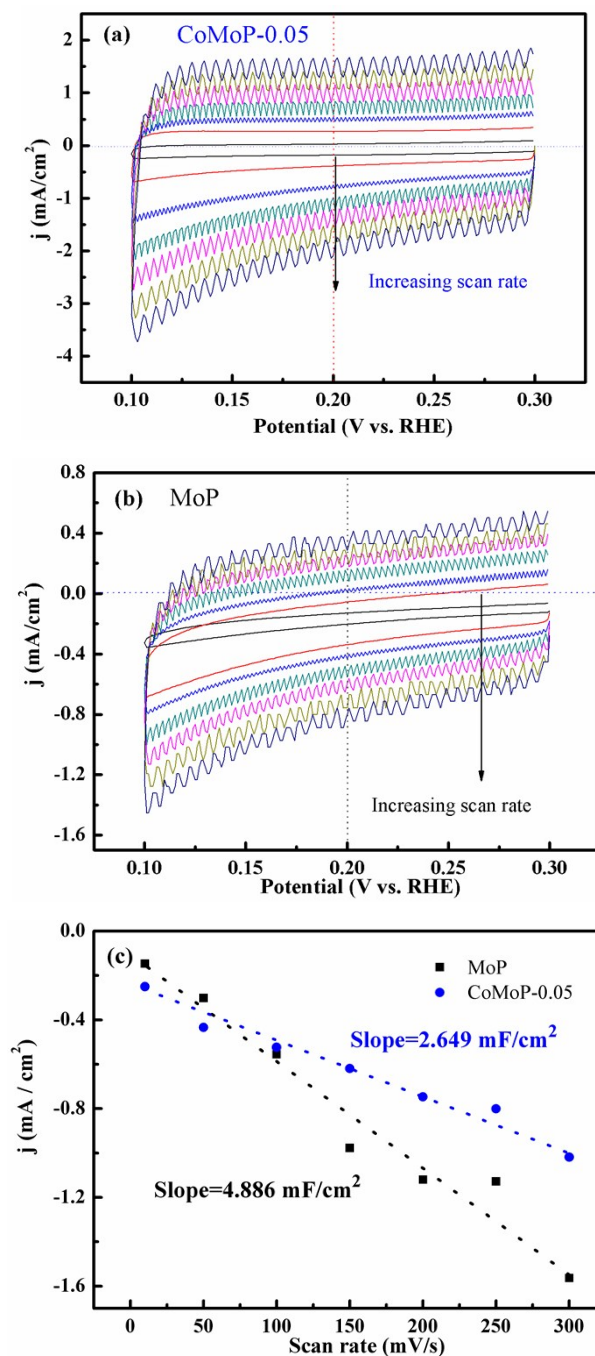 (a) CoMoP-0.05
2
1
0
-1
-2
-3
-4
j (mA/cm²)
Increasing scan rate
0.10 0.15 0.20 0.25 0.30
Potential (V vs. RHE)
(b) MoP
0.8
0.4
0.0
-0.4
-0.8
-1.2
-1.6
j (mA/cm²)
Increasing scan rate
0.10 0.15 0.20 0.25 0.30
Potential (V vs. RHE)
(c)
MoP
CoMoP-0.05
Slope=2.649 mF/cm²
Slope=4.886 mF/cm²
0.0
-0.4
-0.8
-1.2
-1.6
j (mA / cm²)
0 50 100 150 200 250 300
Scan rate (mV/s)